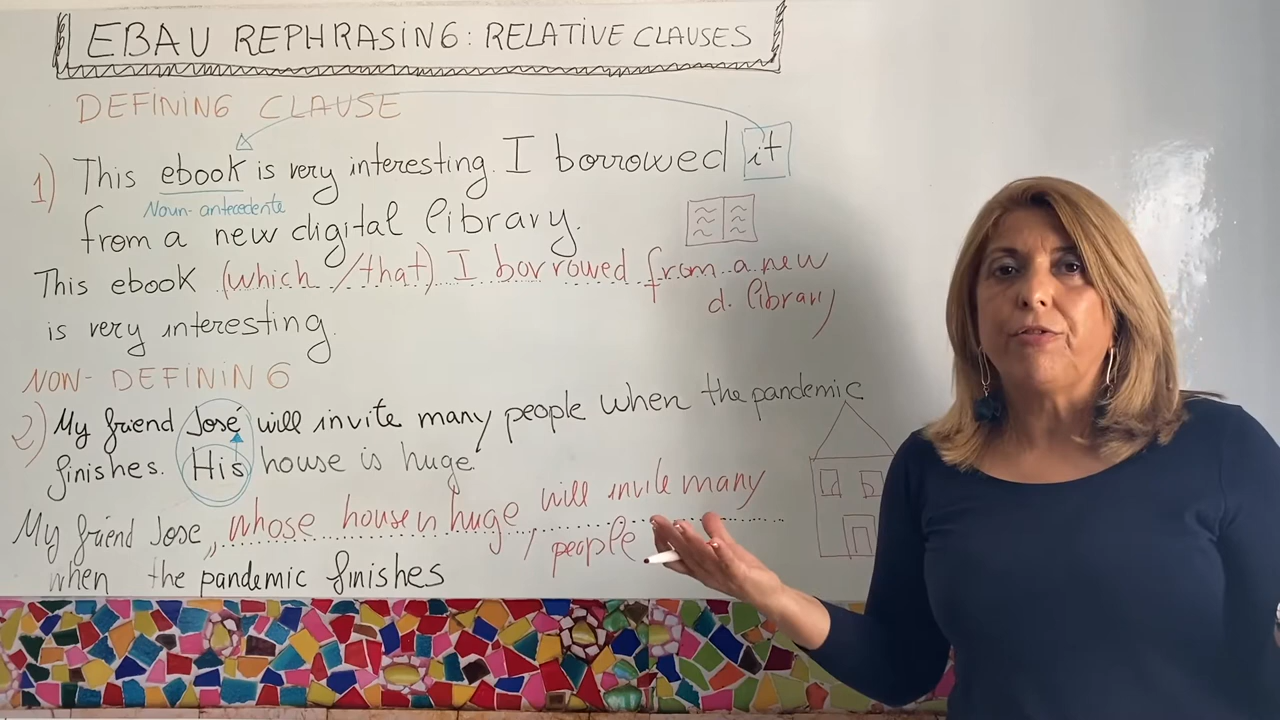 EBAU REPHRASING: RELATIVE CLAUSES
DEFINING CLAUSE
1) This ebook is very interesting. I borrowed it
Noun-antecedente
from a new digital library.
This ebook (which/that) I borrowed from a new
d. library
is very interesting.
NON-DEFINING
2) My friend José will invite many people when the pandemic
finishes. His house is huge.
My friend Jose, whose house is huge, will invite many
people
when the pandemic finishes